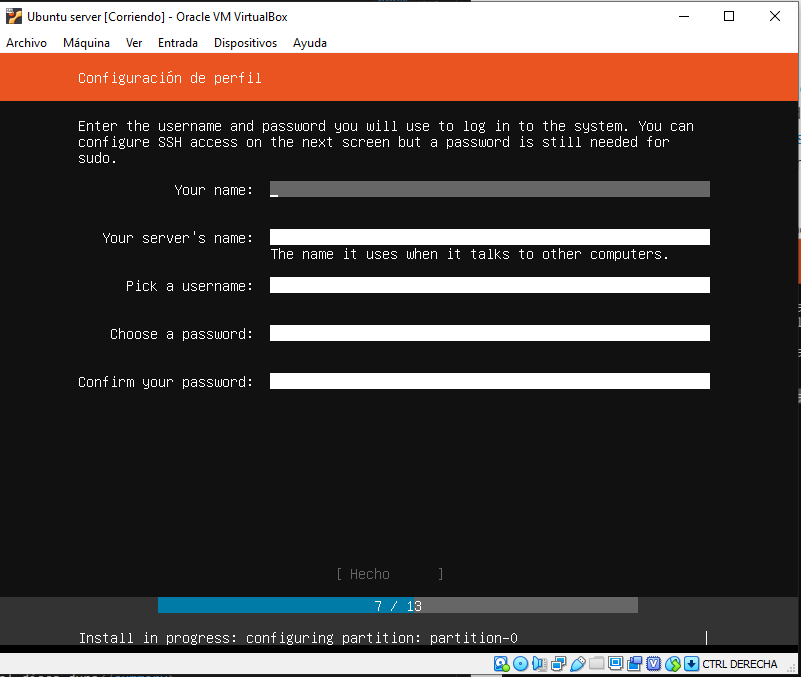 Ubuntu server [Corriendo] - Oracle VM VirtualBox
Archivo Máquina Ver Entrada Dispositivos Ayuda
Configuración de perfil
Enter the username and password you will use to log in to the system. You can
configure SSH access on the next screen but a password is still needed for
sudo.
Your name:
Your server's name:
The name it uses when it talks to other computers.
Pick a username:
Choose a password:
Confirm your password:
[ Hecho ]
7 / 13
Install in progress: configuring partition: partition-0
CTRL DERECHA